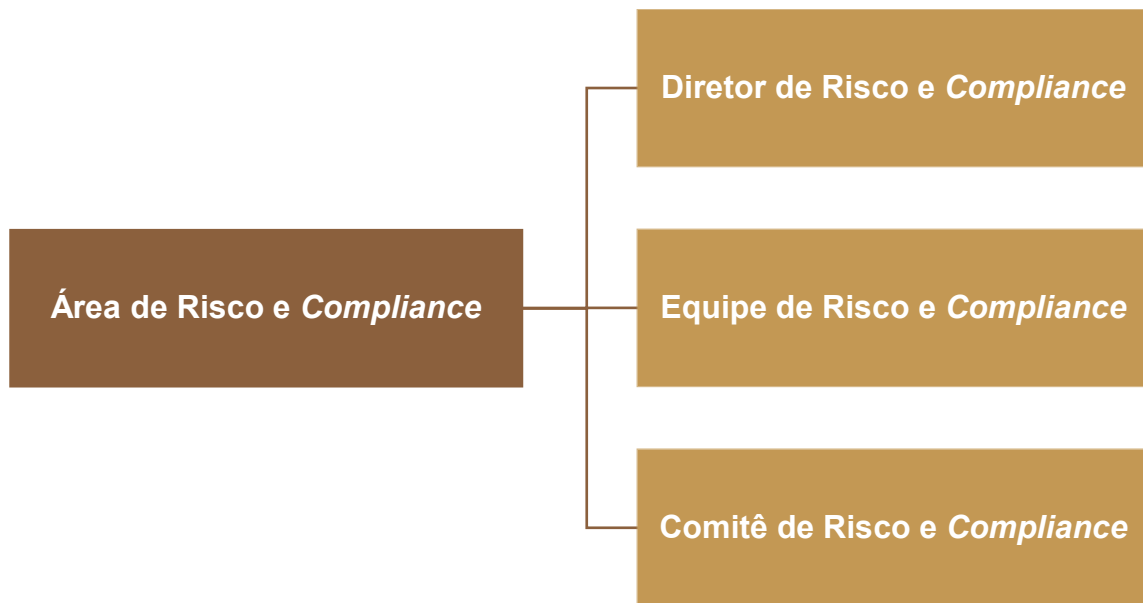 Diretor de Risco e Compliance
Área de Risco e Compliance
Equipe de Risco e Compliance
Comitê de Risco e Compliance